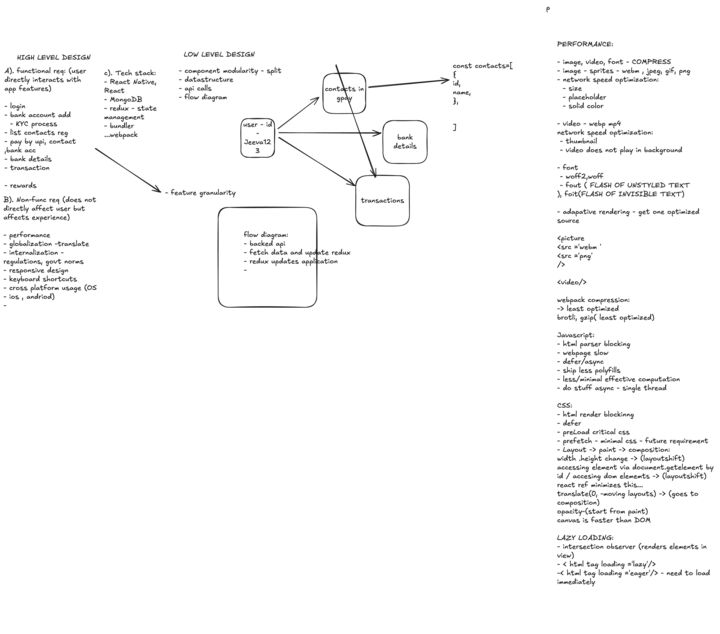 p
HIGH LEVEL DESIGN
A). Functional req: (user
directly interacts with
app features)
- login
- bank account add
- KYC process
- list contacts reg
- pay by upi, contact
,bank acc
- bank details
- transaction
- rewards
B). Non-func req (does not
directly affect user but
affects experience)
- performance
- globalization -translate
- internalization -
regulations, govt norms
- responsive design
- keyboard shortcuts
- cross platform usage (OS
- ios , andriod)
-
c). Tech stack:
- React Native,
React
- MongoDB
- redux - state
management
- bundler
...webpack
LOW LEVEL DESIGN
- component modularity - split
- datastructure
- api calls
- flow diagram
- feature granularity
user - id
-
Jeeva12
3
contacts in
gpay
bank
details
transactions
const contacts=[
{
id,
name,
},
]
flow diagram:
- backed api
- fetch data and update redux
- redux updates application
-
PERFORMANCE:
- image, video, font - COMPRESS
- image - sprites - webm , jpeg, gif, png
- network speed optimization:
- size
- placeholder
- solid color
- video - webp mp4
network speed optimization:
- thumbnail
- video does not play in background
- font
- woff2,woff
- fout ( FLASH OF UNSTYLED TEXT
), foit(FLASH OF INVISIBLE TEXT)
- adapative rendering - get one optimized
source
<picture
<src ='webm '
<src ='png'
/>
<video/>
webpack compression:
-> least optimized
brotli, gzip( least optimized)
Javascript:
- html parser blocking
- webpage slow
- defer/async
- ship less polyfills
- less/minimal effective computation
- do stuff async - single thread
CSS:
- html render blockinng
- defer
- preLoad critical css
- prefetch - minimal css - future requirement
- Layout -> paint -> composition:
width ,height change -> (layoutshift)
accessing element via document.getelement by
id / accesing dom elememts -> (layoutshift)
react ref minimizes this...
translate(0, -moving layouts) -> (goes to
composition)
opacity-(start from paint)
canvas is faster than DOM
LAZY LOADING:
- intersection observer (renders elements in
view)
- < html tag loading ='lazy'/>
-< html tag loading ='eager'/> - need to load
immediately